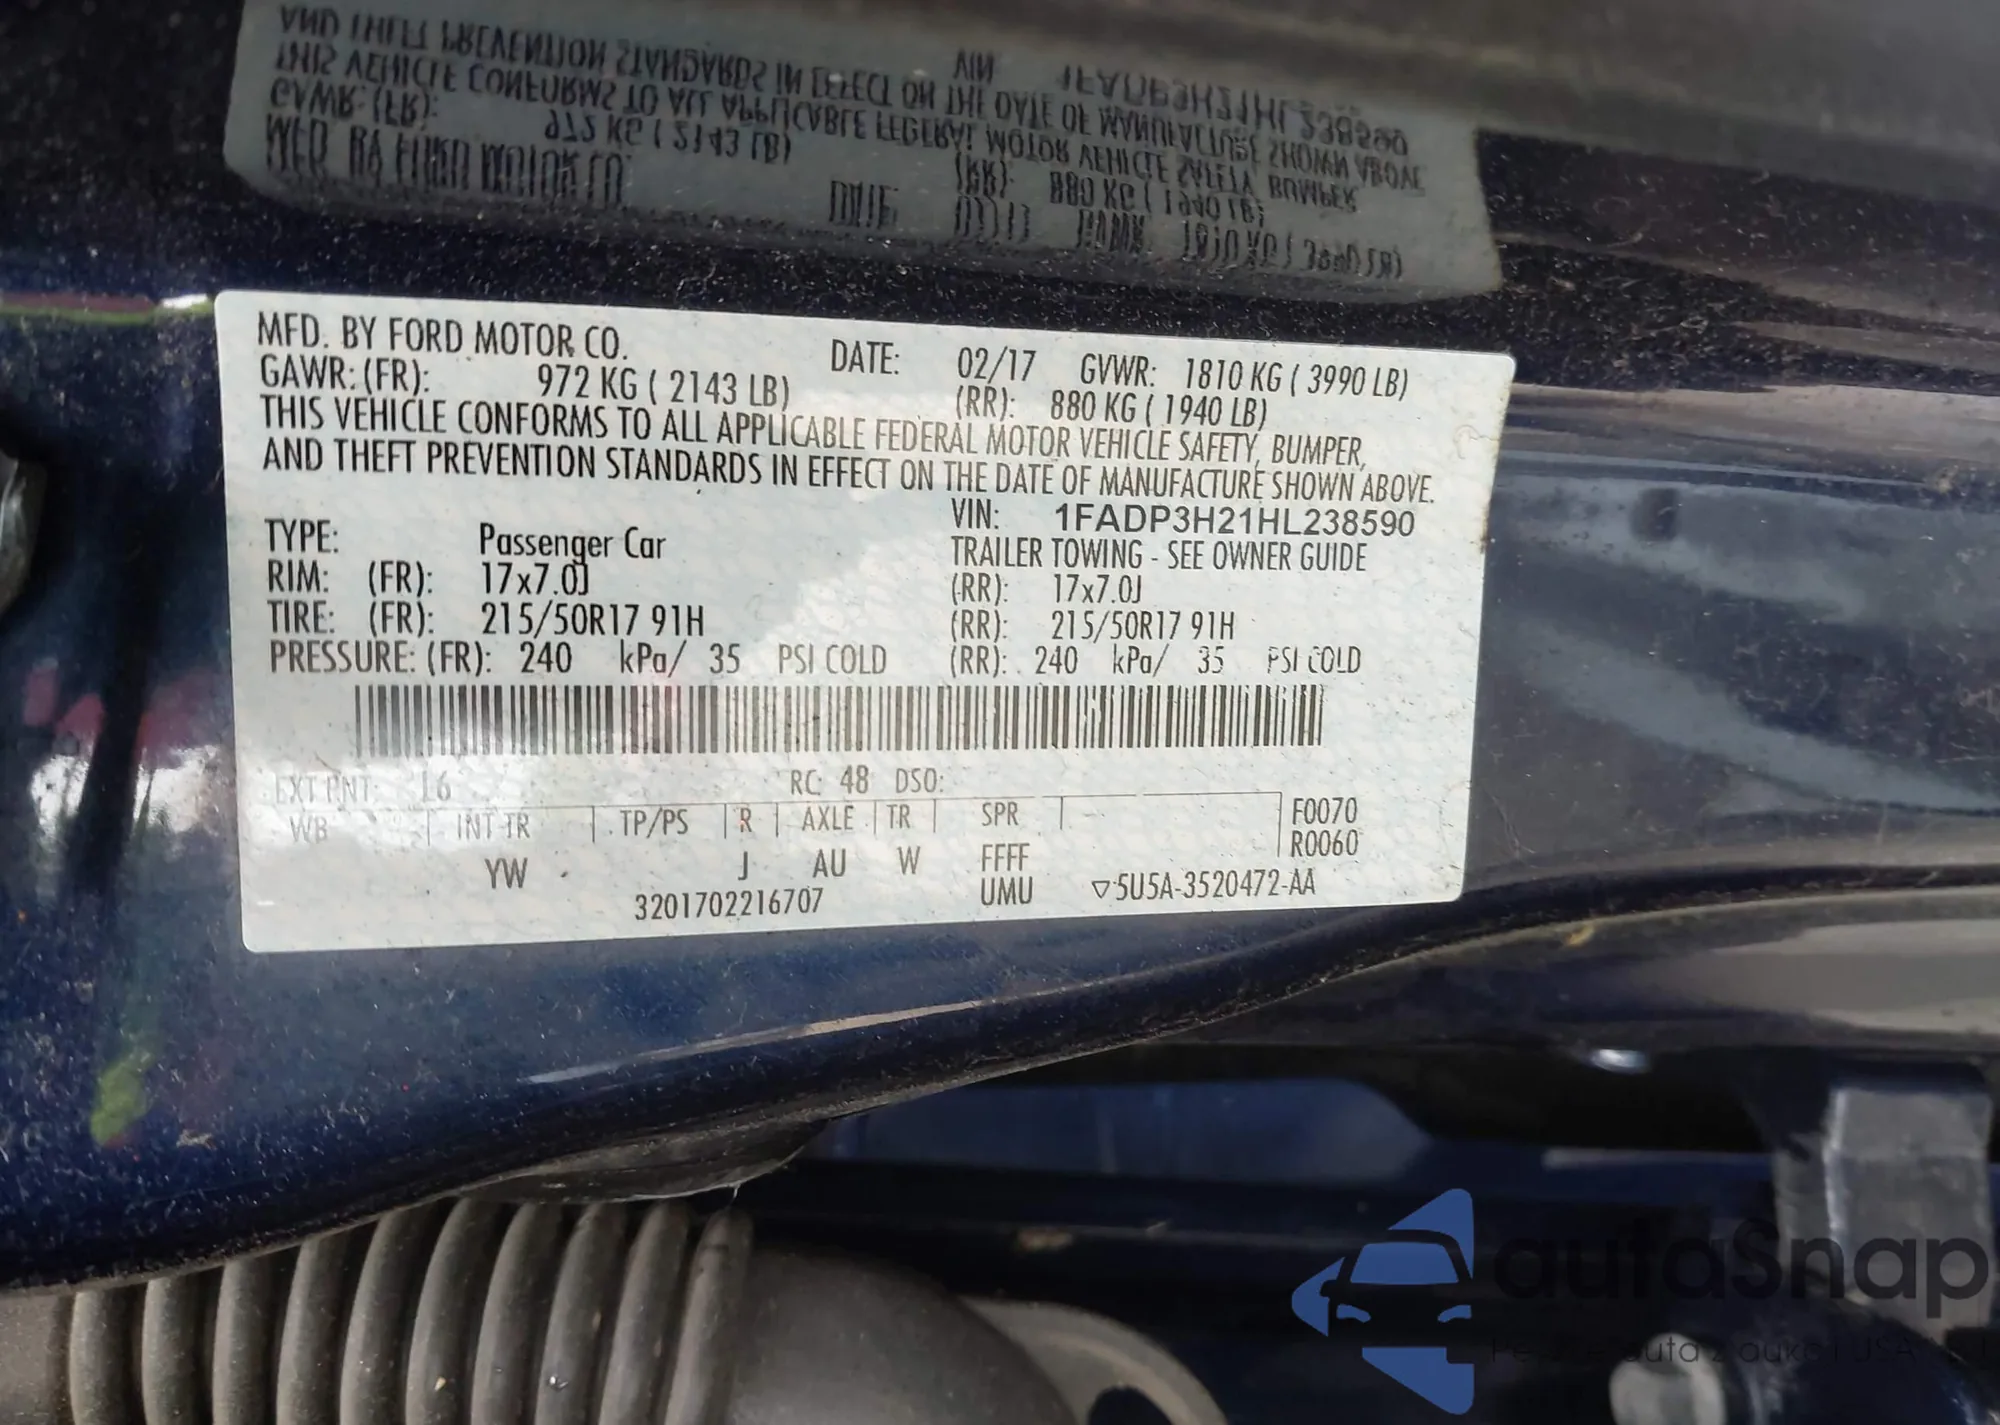 MFD. BY FORD MOTOR CO. DATE: 02/17 GVWR: 1810 KG ( 3990 LB)
GAWR: (FR): 972 KG ( 2143 LB) (RR): 880 KG ( 1940 LB)
THIS VEHICLE CONFORMS TO ALL APPLICABLE FEDERAL MOTOR VEHICLE SAFETY, BUMPER,
AND THEFT PREVENTION STANDARDS IN EFFECT ON THE DATE OF MANUFACTURE SHOWN ABOVE.
VIN: 1FADP3H21HL238590
TYPE: Passenger Car TRAILER TOWING - SEE OWNER GUIDE
RIM: (FR): 17x7.0J (RR): 17x7.0J
TIRE: (FR): 215/50R17 91H (RR): 215/50R17 91H
PRESSURE: (FR): 240 kPa/ 35 PSI COLD (RR): 240 kPa/ 35 PSI COLD
EXT PNT: L6 RC: 48 DSO:
WB | INT TR | TP/PS | R | AXLE | TR | SPR | F0070
R0060
YW J AU W FFFF
3201702216707 UMU ▽5U5A-3520472-AA
autaSnap